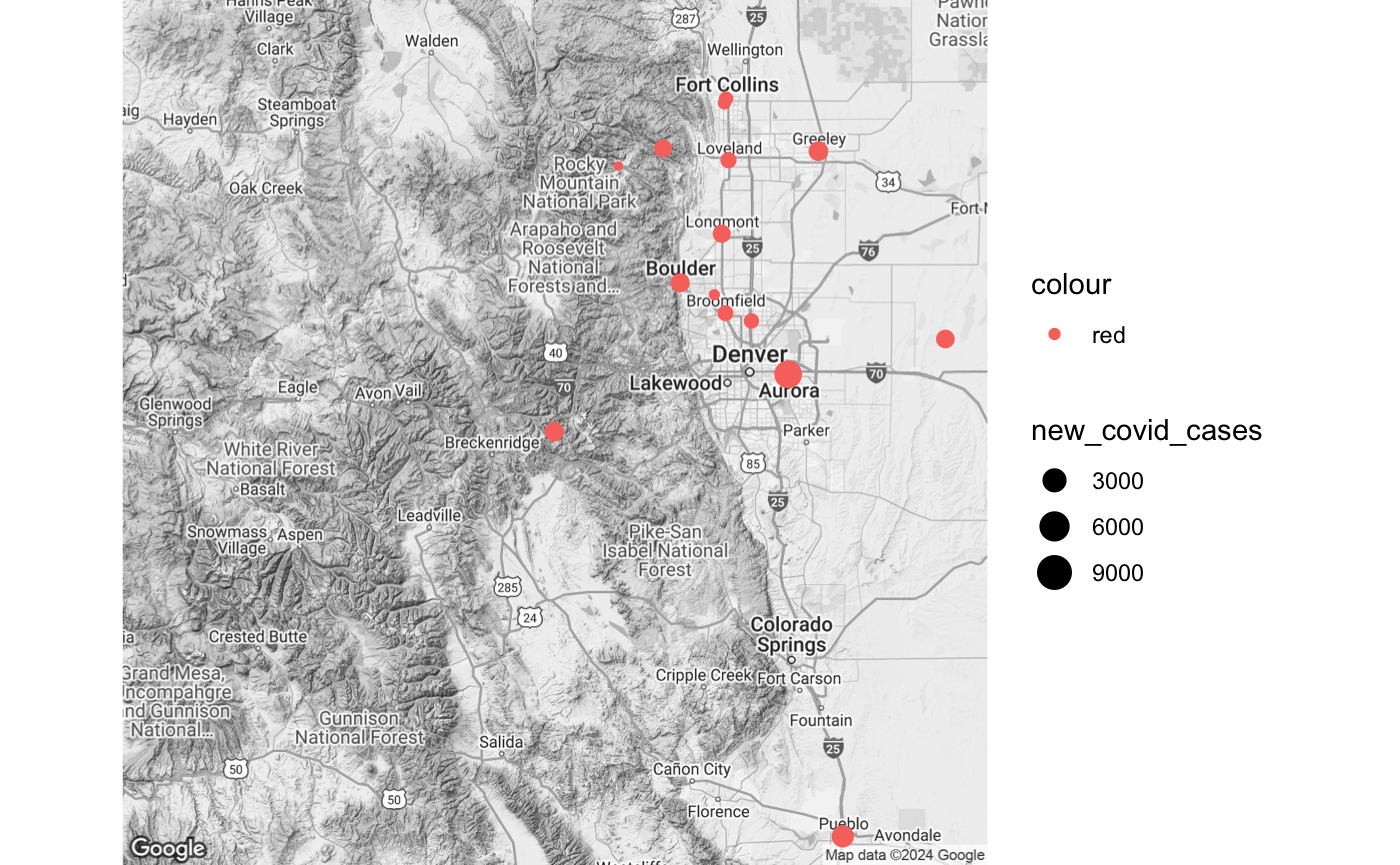 Hahns Peak
Village
287
25
Pawn
Nation
Grassla
Clark
Walden
Wellington
Fort Collins
aig
Hayden
Steamboat
Springs
Loveland
Greeley
Rocky
Mountain
National Park
34
Oak Creek
Fort M
Longmont
Arapaho and
Roosevelt
National
Forests and...
25
76
Boulder
d
Broomfield
40
Denver
70
70
Lakewood
Aurora
Eagle
Avon
Vail
Glenwood
Springs
Breckenridge
Parker
White River
National Forest
85
Basalt
25
Leadville
Snowmass
Village
Aspen
Pike-San
Isabel National
Forest
285
24
Colorado
Springs
ia
Crested Butte
Cripple Creek
Fort Carson
Grand Mesa,
Uncompahgre
and Gunnison
National...
Gunnison
National Forest
Fountain
Salida
25
50
Cañon City
50
Florence
Pueblo
Avondale
Google
Map data ©2024 Google
colour
red
new_covid_cases
3000
6000
9000